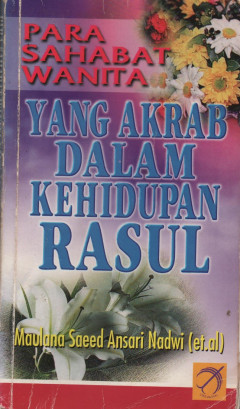 PARA
SAHABAT
WANITA
YANG AKRAB
DALAM
KEHIDUPAN
RASUL
Maulana Saeed Ansari Nadwi (et.al)